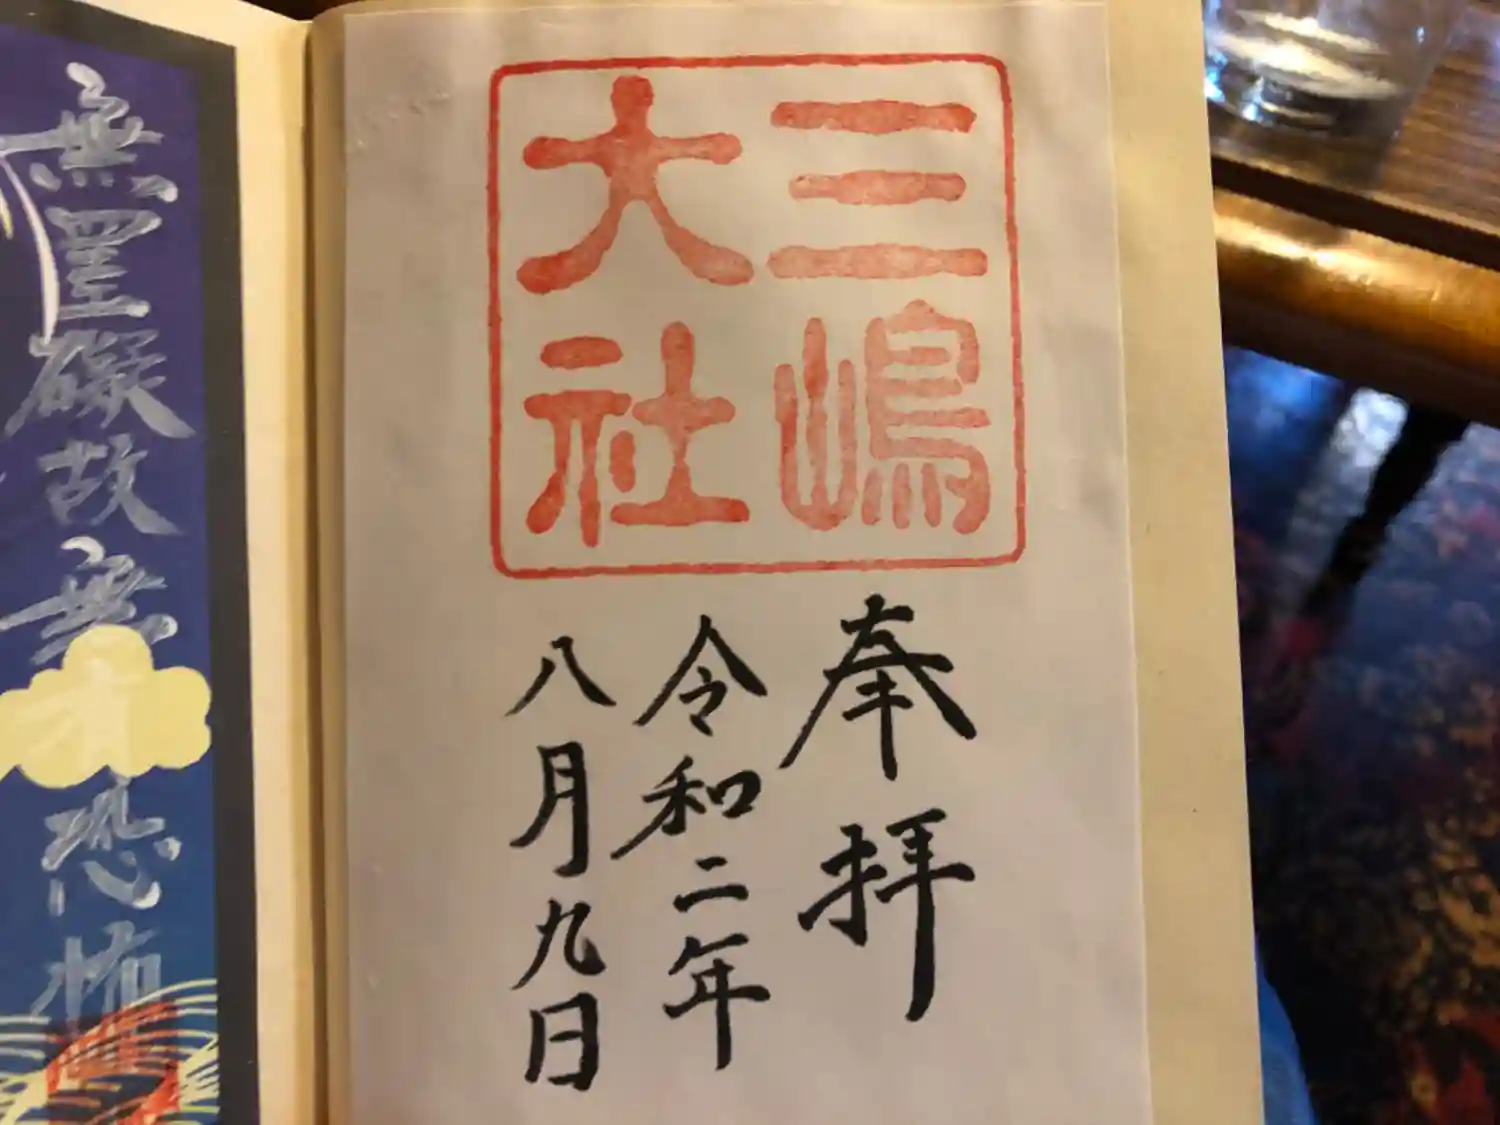 三嶋
大社
奉拝
令和二年
八月九日
無罣礙故無有恐怖